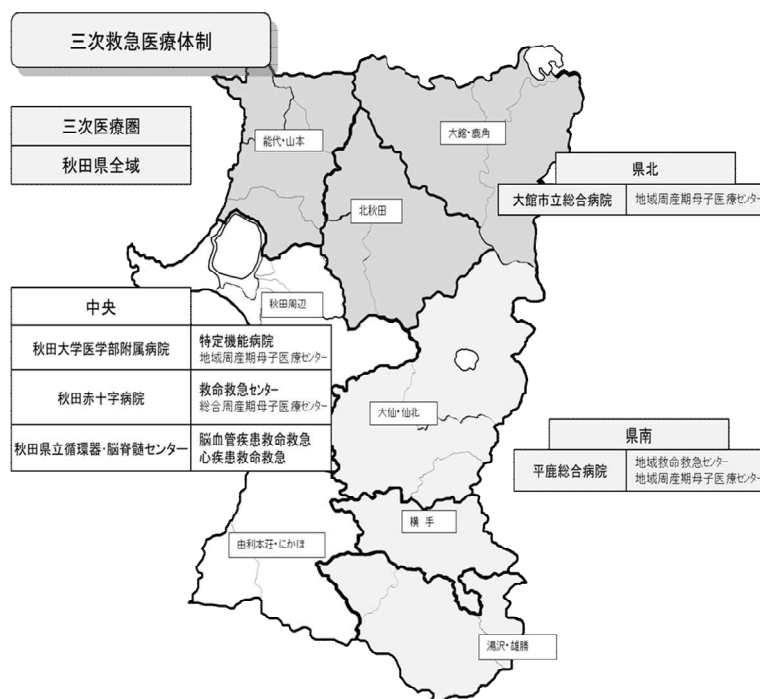 三次救急医療体制
三次医療圏
秋田県全域
能代・山本
大館・鹿角
北秋田
県北
大館市立総合病院 地域周産期母子医療センター
秋田周辺
中央
秋田大学医学部附属病院 特定機能病院
地域周産期母子医療センター
秋田赤十字病院 救命救急センター
総合周産期母子医療センター
秋田県立循環器・脳脊髄センター 脳血管疾患救命救急
心疾患救命救急
大仙・仙北
県南
平鹿総合病院 地域救命救急センター
地域周産期母子医療センター
横 手
由利本荘・にかほ
湯沢・雄勝